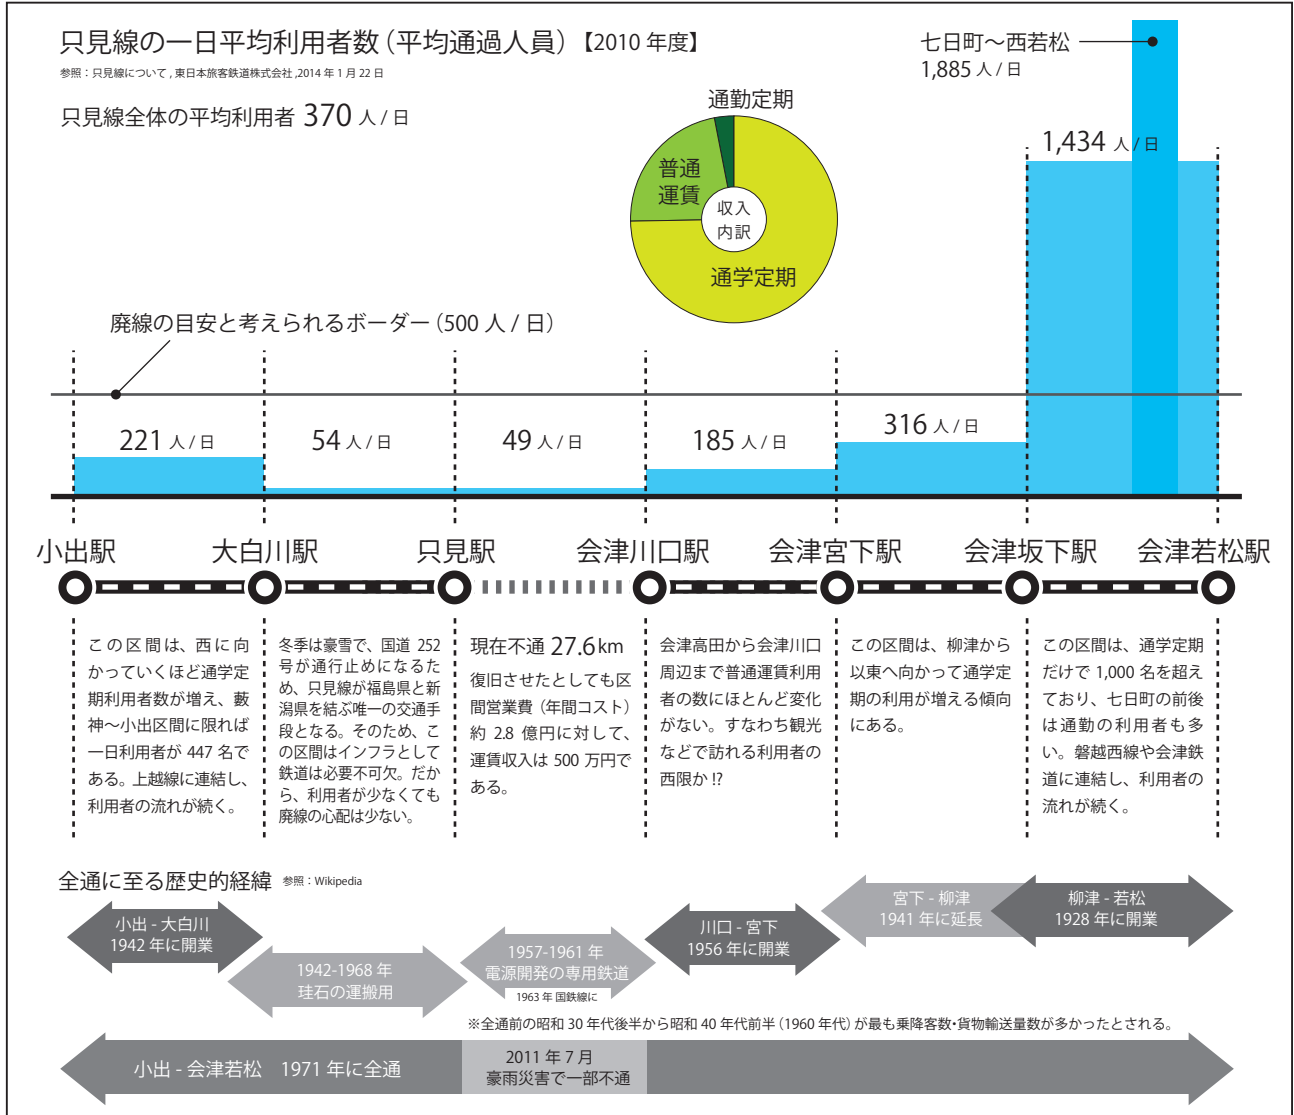 只見線の一日平均利用者数（平均通過人員）【2010 年度】
参照：只見線について , 東日本旅客鉄道株式会社 ,2014 年 1 月 22 日
只見線全体の平均利用者 370 人 / 日
七日町〜西若松
1,885 人 / 日
通勤定期
普通
運賃
収入
内訳
通学定期
1,434 人 / 日
廃線の目安と考えられるボーダー（500 人 / 日）
221 人 / 日
54 人 / 日
49 人 / 日
185 人 / 日
316 人 / 日
小出駅
大白川駅
只見駅
会津川口駅
会津宮下駅
会津坂下駅
会津若松駅
この区間は、西に向
かっていくほど通学定
期利用者数が増え、藪
神〜小出区間に限れば
一日利用者が 447 名で
ある。上越線に連結し、
利用者の流れが続く。
冬季は豪雪で、国道 252
号が通行止めになるた
め、只見線が福島県と新
潟県を結ぶ唯一の交通手
段となる。そのため、こ
の区間はインフラとして
鉄道は必要不可欠。だか
ら、利用者が少なくても
廃線の心配は少ない。
現在不通 27.6 km
復旧させたとしても区
間営業費（年間コスト）
約 2.8 億円に対して、
運賃収入は 500 万円で
ある。
会津高田から会津川口
周辺まで普通運賃利用
者の数にほとんど変化
がない。すなわち観光
などで訪れる利用者の
西限か !?
この区間は、柳津から
以東へ向かって通学定
期の利用が増える傾向
にある。
この区間は、通学定期
だけで 1,000 名を超え
ており、七日町の前後
は通勤の利用者も多
い。磐越西線や会津鉄
道に連結し、利用者の
流れが続く。
全通に至る歴史的経緯 参照：Wikipedia
小出 - 大白川
1942 年に開業
1942-1968 年
珪石の運搬用
1957-1961 年
電源開発の専用鉄道
1963 年 国鉄線に
川口 - 宮下
1956 年に開業
宮下 - 柳津
1941 年に延長
柳津 - 若松
1928 年に開業
※全通前の昭和 30 年代後半から昭和 40 年代前半（1960 年代）が最も乗降客数・貨物輸送量数が多かったとされる。
小出 - 会津若松 1971 年に全通
2011 年 7 月
豪雨災害で一部不通